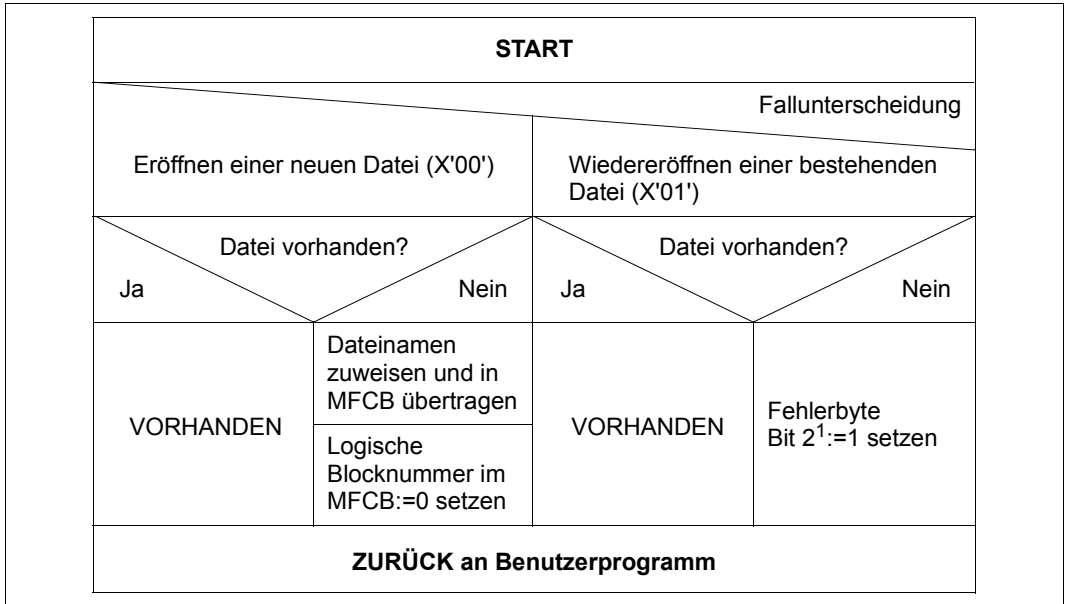 START
Fallunterscheidung
Eröffnen einer neuen Datei (X'00')
Wiedereröffnen einer bestehenden
Datei (X'01')
Datei vorhanden?
Ja
Nein
Datei vorhanden?
Ja
Nein
VORHANDEN
Dateinamen
zuweisen und in
MFCB übertragen
Logische
Blocknummer im
MFCB:=0 setzen
VORHANDEN
Fehlerbyte
Bit 2¹:=1 setzen
ZURÜCK an Benutzerprogramm